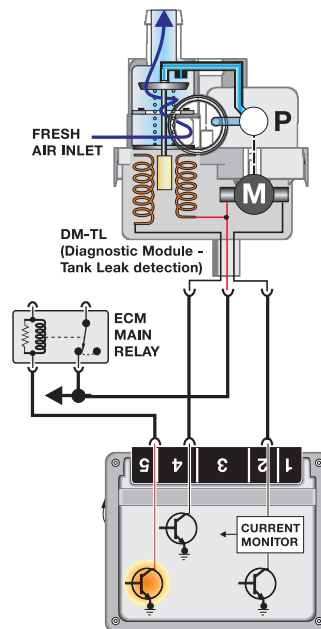 P
FRESH
AIR INLET
M
DM-TL
(Diagnostic Module -
Tank Leak detection)
ECM
MAIN
RELAY
5 4 3 2 1
CURRENT
MONITOR